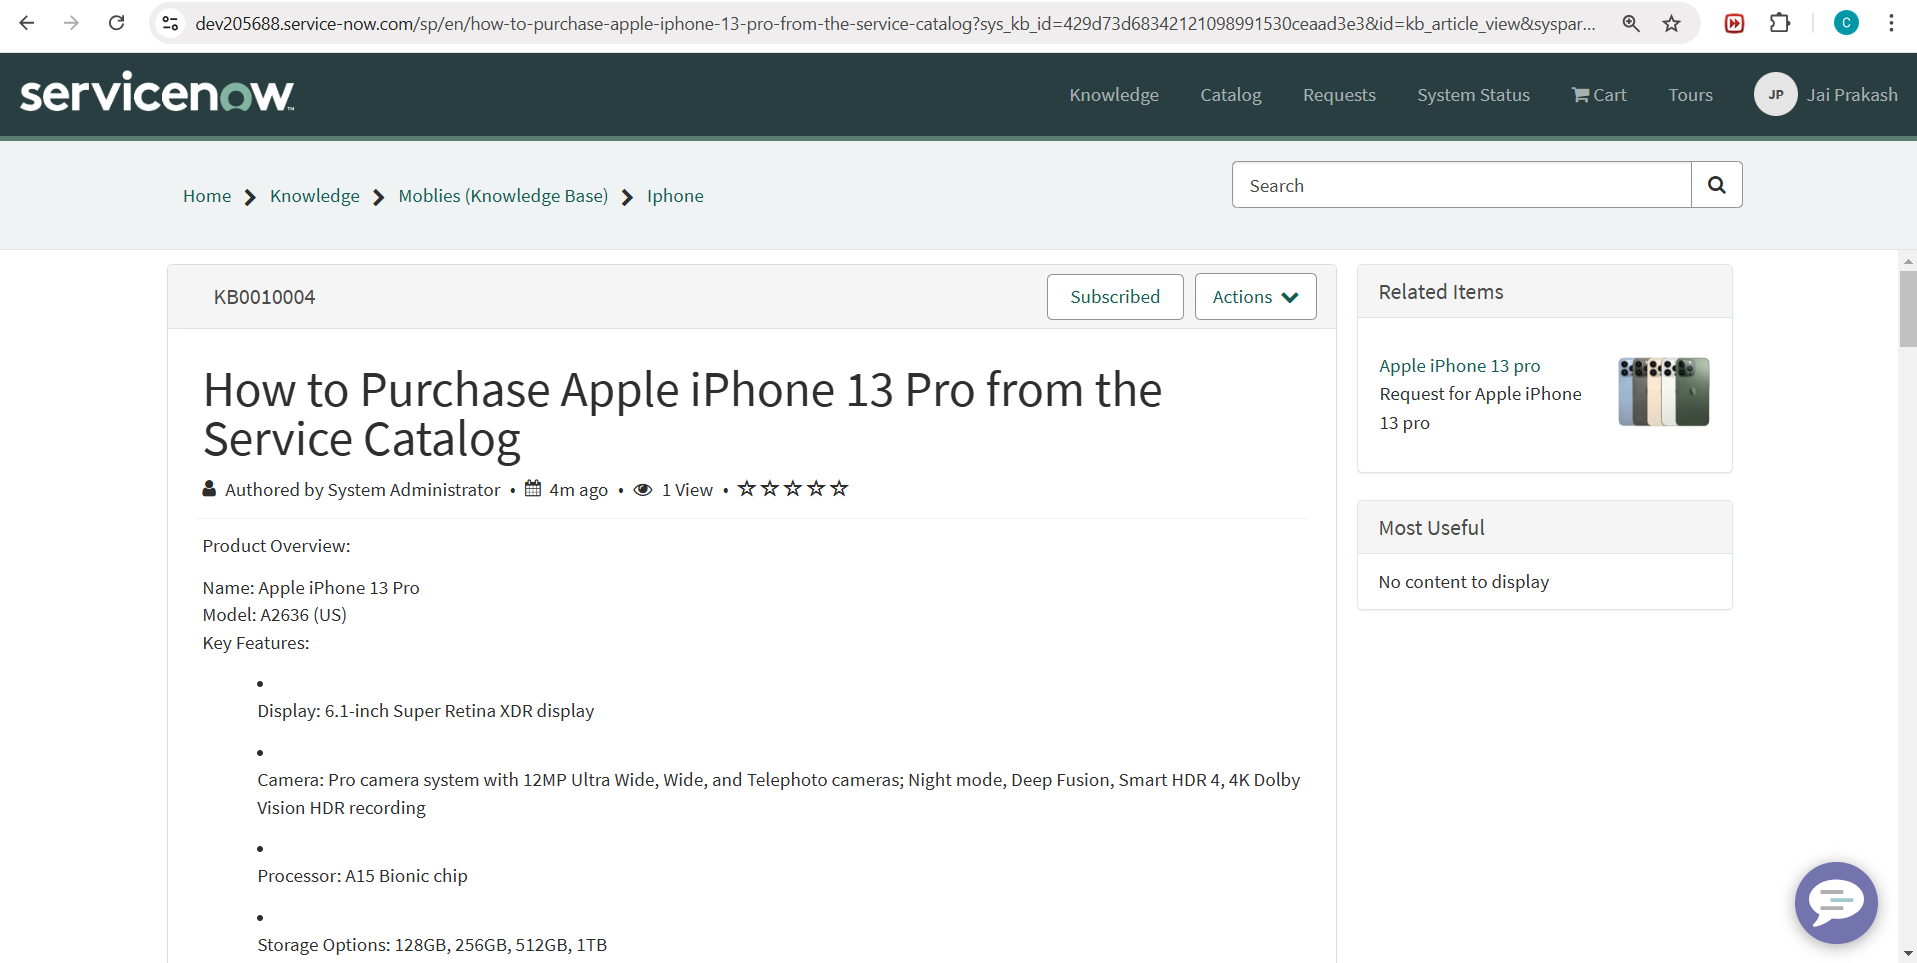 dev205688.service-now.com/sp/en/how-to-purchase-apple-iphone-13-pro-from-the-service-catalog?sys_kb_id=429d73d68342121098991530ceaad3e3&id=kb_article_view&syspar...
C
servicenow™
Knowledge
Catalog
Requests
System Status
Cart
Tours
JP
Jai Prakash
Home
Knowledge
Moblies (Knowledge Base)
Iphone
Search
KB0010004
Subscribed
Actions
How to Purchase Apple iPhone 13 Pro from the
Service Catalog
Authored by System Administrator • 4m ago • 1 View •
Product Overview:
Name: Apple iPhone 13 Pro
Model: A2636 (US)
Key Features:
•
Display: 6.1-inch Super Retina XDR display
•
Camera: Pro camera system with 12MP Ultra Wide, Wide, and Telephoto cameras; Night mode, Deep Fusion, Smart HDR 4, 4K Dolby
Vision HDR recording
•
Processor: A15 Bionic chip
•
Storage Options: 128GB, 256GB, 512GB, 1TB
Related Items
Apple iPhone 13 pro
Request for Apple iPhone
13 pro
Most Useful
No content to display